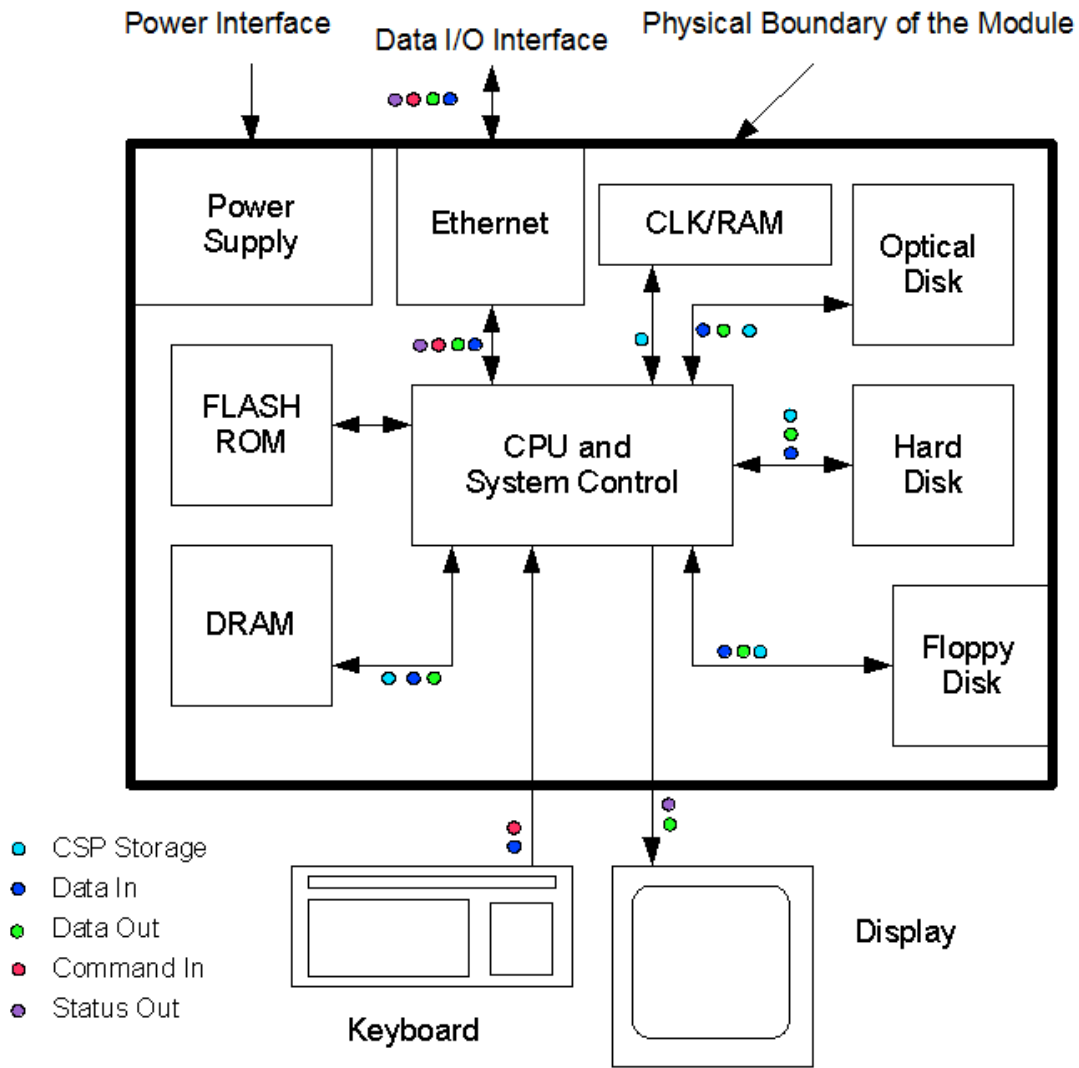 Power Interface
Data I/O Interface
Physical Boundary of the Module
Power
Supply
Ethernet
CLK/RAM
Optical
Disk
FLASH
ROM
CPU and
System Control
Hard
Disk
DRAM
Floppy
Disk
CSP Storage
Data In
Data Out
Command In
Status Out
Keyboard
Display